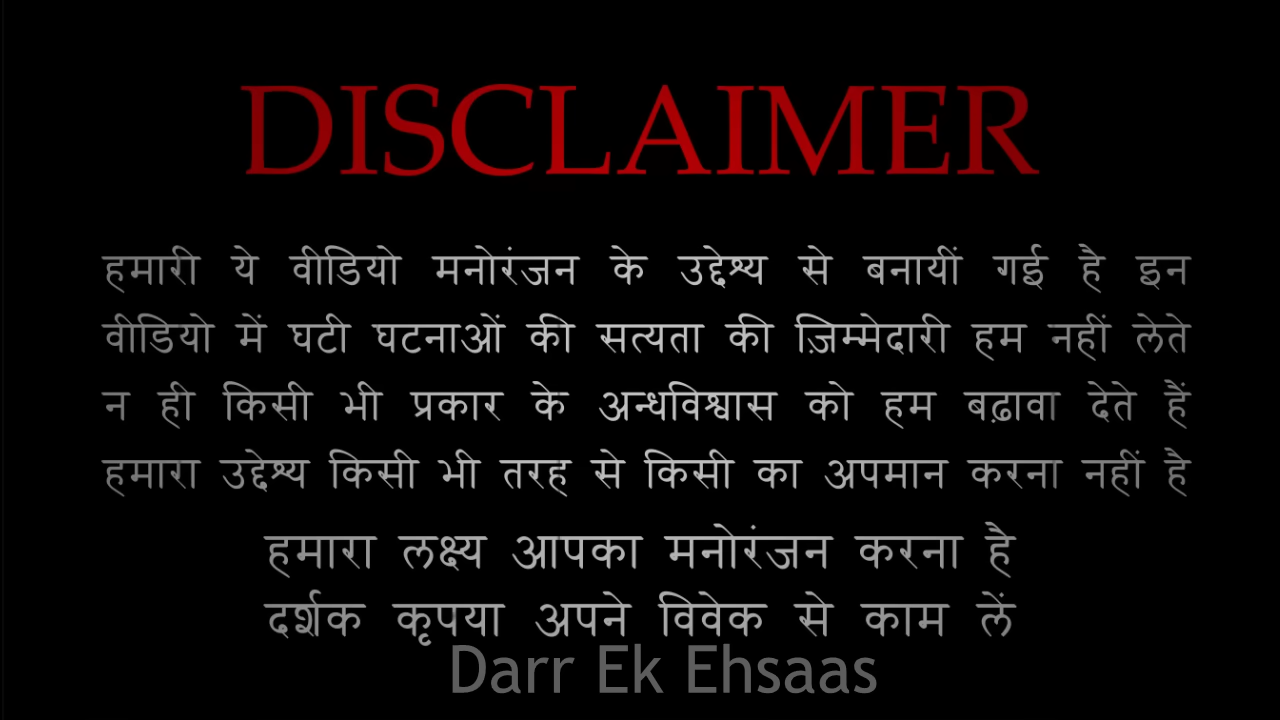 DISCLAIMER
हमारी ये वीडियो मनोरंजन के उद्देश्य से बनायीं गई है इन
वीडियो में घटी घटनाओं की सत्यता की ज़िम्मेदारी हम नहीं लेते
न ही किसी भी प्रकार के अन्धविश्वास को हम बढ़ावा देते हैं
हमारा उद्देश्य किसी भी तरह से किसी का अपमान करना नहीं है
हमारा लक्ष्य आपका मनोरंजन करना है
दर्शक कृपया अपने विवेक से काम लें
Darr Ek Ehsaas